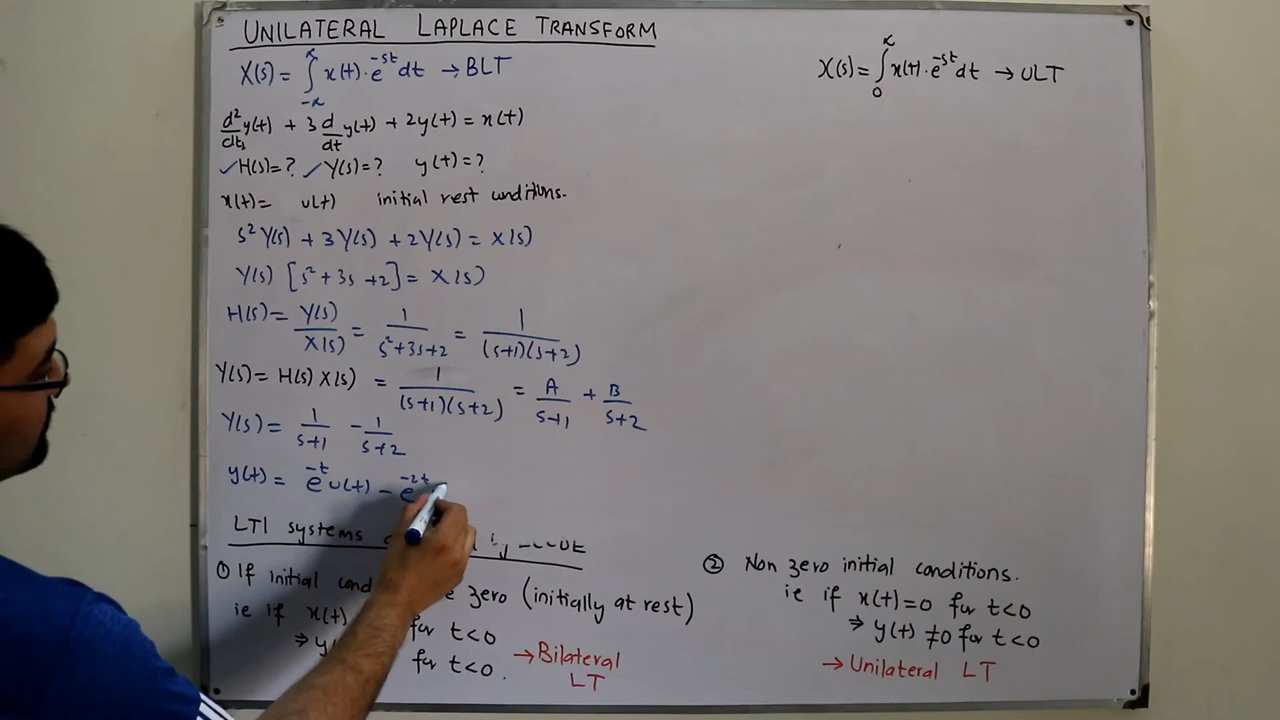 UNILATERAL LAPLACE TRANSFORM
X(s) = ∫_{-∞}^{∞} x(t)·e^{-st} dt → BLT
X(s) = ∫_{0}^{∞} x(t)·e^{-st} dt → ULT
d²/dt² y(t) + 3 d/dt y(t) + 2y(t) = x(t)
✓H(s)=? ✓Y(s)=? y(t)=?
x(t) = u(t) initial rest conditions.
s²Y(s) + 3Y(s) + 2Y(s) = X(s)
Y(s) [s²+3s+2] = X(s)
H(s) = Y(s)/X(s) = 1/(s²+3s+2) = 1/((s+1)(s+2))
Y(s) = H(s) X(s) = 1/((s+1)(s+2)) = A/(s+1) + B/(s+2)
Y(s) = 1/(s+1) - 1/(s+2)
y(t) = e^{-t} u(t) - e^{-2t}
LTI systems
① If initial zero (initially at rest)
ie if x(t) for t<0
⇒ for t<0.
→ Bilateral
LT
② Non zero initial conditions.
ie if x(t)=0 for t<0
⇒ y(t) ≠0 for t<0
→ Unilateral LT